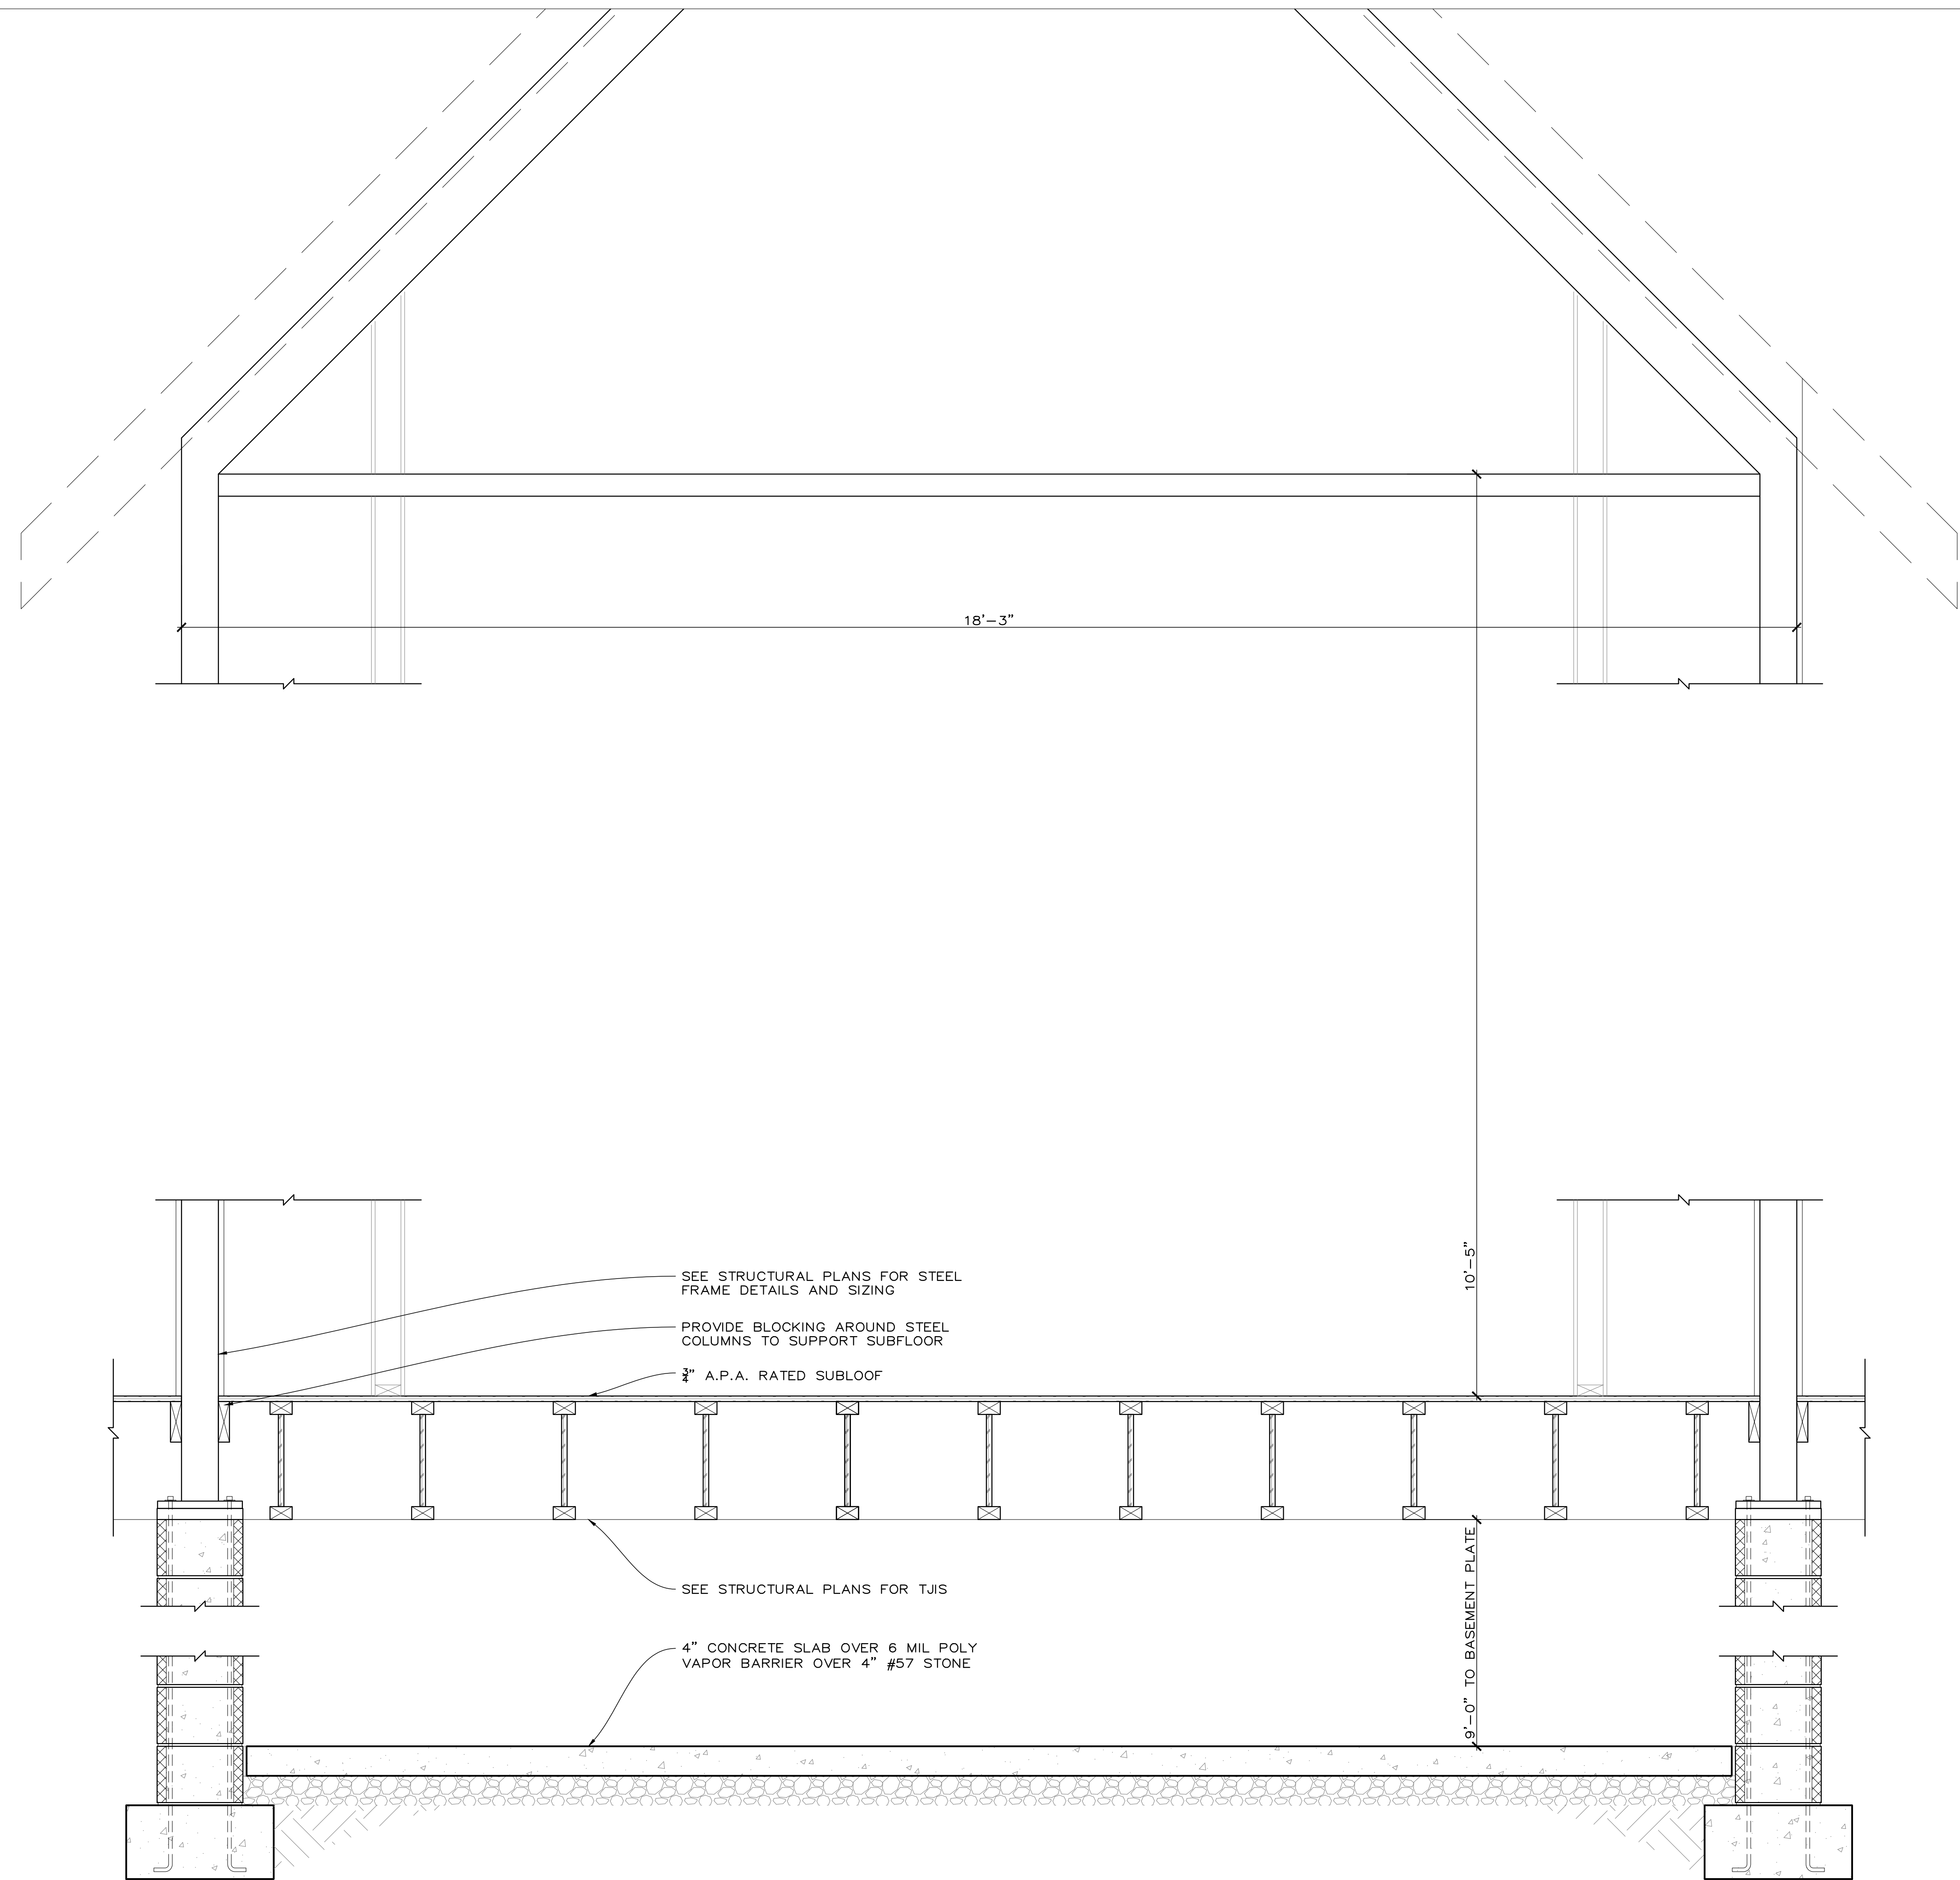 18'-3"
10'-5"
SEE STRUCTURAL PLANS FOR STEEL
FRAME DETAILS AND SIZING
PROVIDE BLOCKING AROUND STEEL
COLUMNS TO SUPPORT SUBFLOOR
3/4" A.P.A. RATED SUBLOOF
SEE STRUCTURAL PLANS FOR TJIS
9'-0" TO BASEMENT PLATE
4" CONCRETE SLAB OVER 6 MIL POLY
VAPOR BARRIER OVER 4" #57 STONE